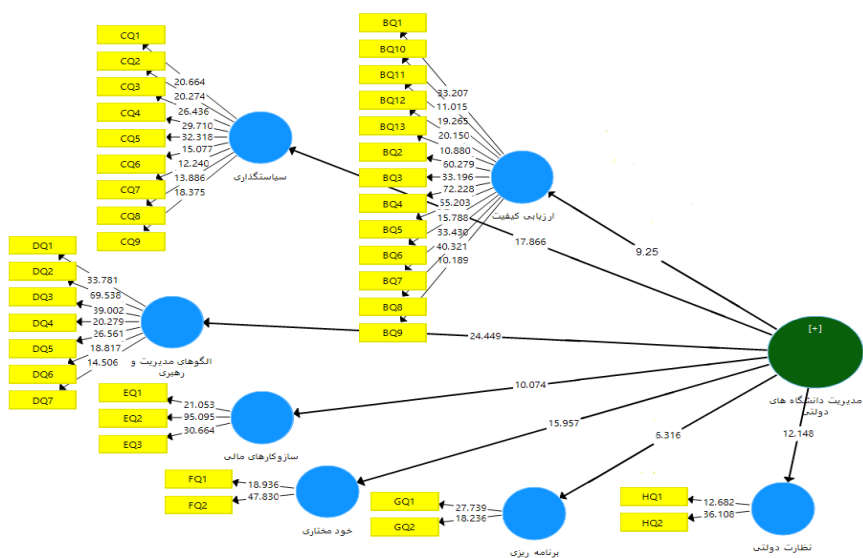 CQ1
CQ2
CQ3
CQ4
CQ5
CQ6
CQ7
CQ8
CQ9
20.664
20.274
26.436
29.710
32.318
15.077
12.240
13.886
18.375
سیاستگذاری
BQ1
BQ10
BQ11
BQ12
BQ13
BQ2
BQ3
BQ4
BQ5
BQ6
BQ7
BQ8
BQ9
33.207
11.015
19.265
20.150
10.880
60.279
33.196
72.228
55.203
15.788
33.430
40.321
10.189
ارزیابی کیفیت
17.866
9.25
DQ1
DQ2
DQ3
DQ4
DQ5
DQ6
DQ7
33.781
69.538
39.002
20.279
26.561
18.817
14.506
الگوهای مدیریت و
رهبری
24.449
[+]
مدیریت دانشگاه های
دولتی
EQ1
EQ2
EQ3
21.053
95.095
30.664
سازوکارهای مالی
10.074
FQ1
FQ2
18.936
47.830
خود مختاری
15.957
GQ1
GQ2
27.739
18.236
برنامه ریزی
6.316
HQ1
HQ2
12.682
36.108
نظارت دولتی
12.148